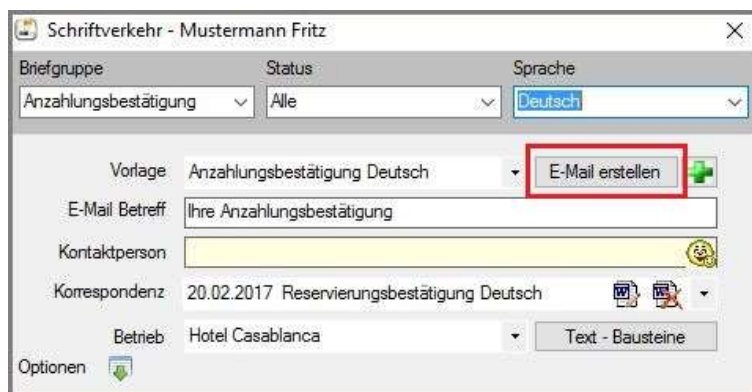 Schriftverkehr - Mustermann Fritz
Briefgruppe Status Sprache
Anzahlungsbestätigung Alle Deutsch
Vorlage Anzahlungsbestätigung Deutsch E-Mail erstellen
E-Mail Betreff Ihre Anzahlungsbestätigung
Kontaktperson
Korrespondenz 20.02.2017 Reservierungsbestätigung Deutsch
Betrieb Hotel Casablanca Text - Bausteine
Optionen